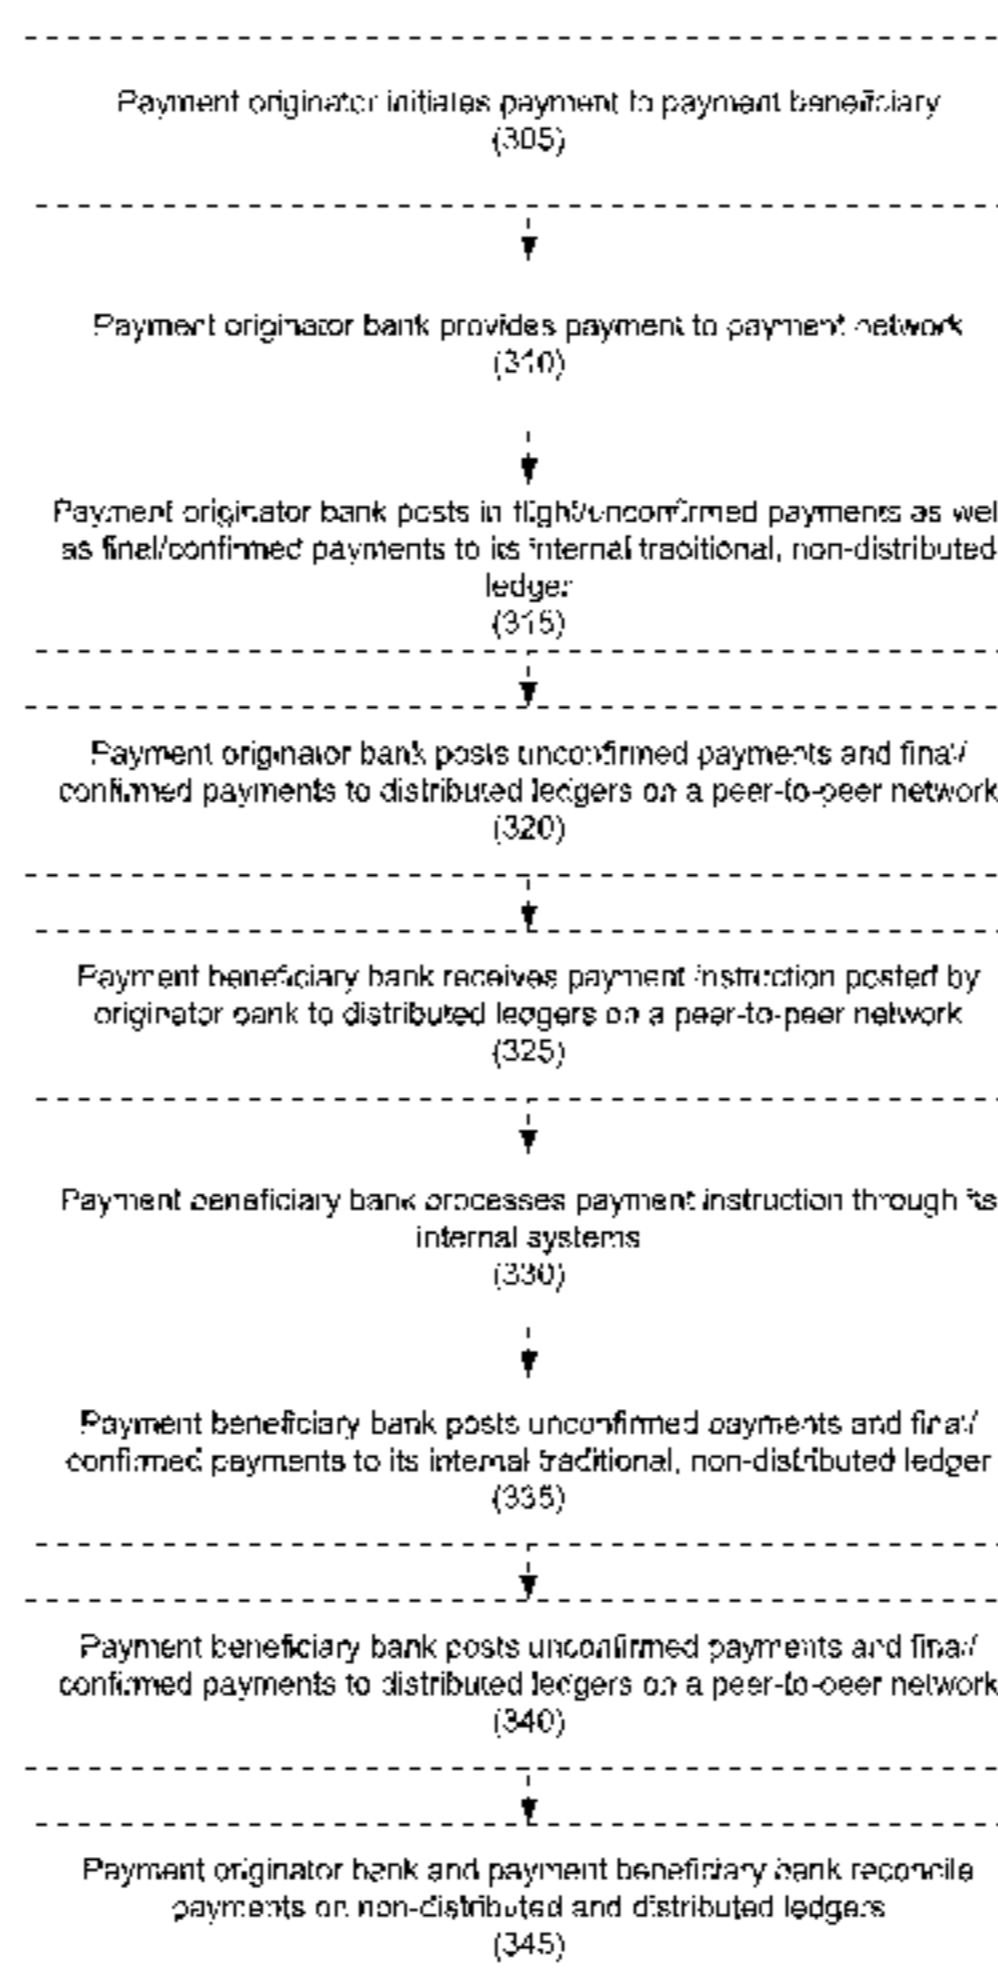 Payment originator initiates payment to payment beneficiary
(305)
Payment originator bank provides payment to payment network
(310)
Payment originator bank posts in flight/unconfirmed payments as wel
as final/confirmed payments to its internal traditional, non-distributed
ledger
(315)
Payment originator bank posts unconfirmed payments and final/
confirmed payments to distributed ledgers on a peer-to-peer network
(320)
Payment beneficiary bank receives payment instruction posted by
originator bank to distributed ledgers on a peer-to-peer network
(325)
Payment beneficiary bank processes payment instruction through its
internal systems
(330)
Payment beneficiary bank posts unconfirmed payments and final/
confirmed payments to its internal traditional, non-distributed ledger
(335)
Payment beneficiary bank posts unconfirmed payments and final/
confirmed payments to distributed ledgers on a peer-to-peer network
(340)
Payment originator bank and payment beneficiary bank reconcile
payments on non-distributed and distributed ledgers
(345)